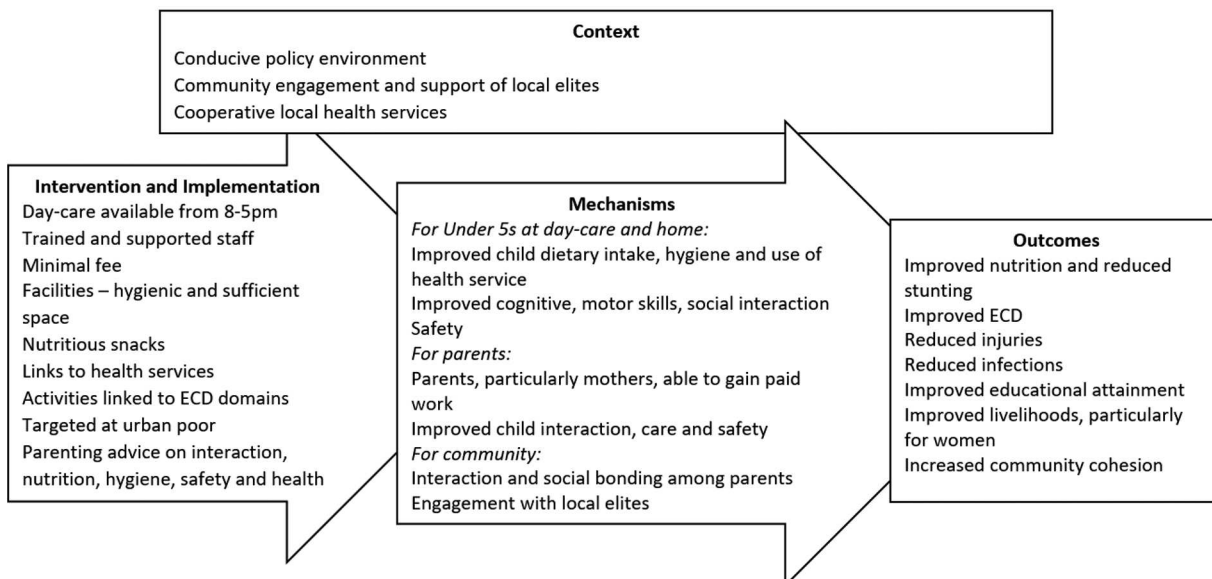 Context
Conducive policy environment
Community engagement and support of local elites
Cooperative local health services
Intervention and Implementation
Day-care available from 8-5pm
Trained and supported staff
Minimal fee
Facilities – hygienic and sufficient
space
Nutritious snacks
Links to health services
Activities linked to ECD domains
Targeted at urban poor
Parenting advice on interaction,
nutrition, hygiene, safety and health
Mechanisms
For Under 5s at day-care and home:
Improved child dietary intake, hygiene and use of
health service
Improved cognitive, motor skills, social interaction
Safety
For parents:
Parents, particularly mothers, able to gain paid
work
Improved child interaction, care and safety
For community:
Interaction and social bonding among parents
Engagement with local elites
Outcomes
Improved nutrition and reduced
stunting
Improved ECD
Reduced injuries
Reduced infections
Improved educational attainment
Improved livelihoods, particularly
for women
Increased community cohesion